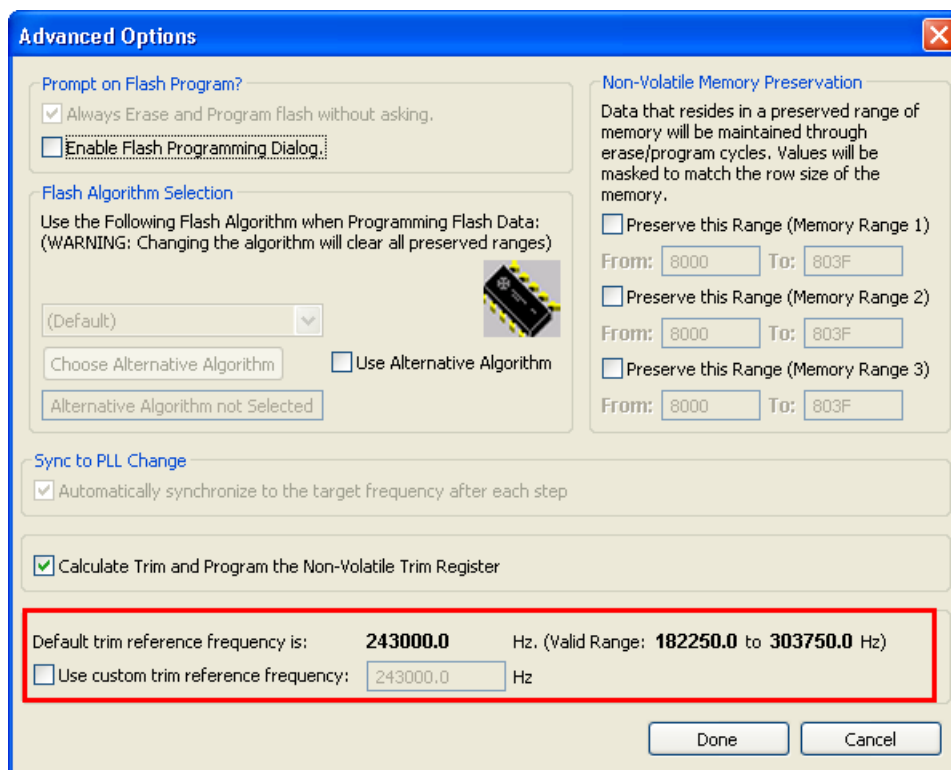 Advanced Options
Prompt on Flash Program?
Always Erase and Program flash without asking.
Enable Flash Programming Dialog.
Flash Algorithm Selection
Use the Following Flash Algorithm when Programming Flash Data:
(WARNING: Changing the algorithm will clear all preserved ranges)
(Default)
Choose Alternative Algorithm
Use Alternative Algorithm
Alternative Algorithm not Selected
Non-Volatile Memory Preservation
Data that resides in a preserved range of
memory will be maintained through
erase/program cycles. Values will be
masked to match the row size of the
memory.
Preserve this Range (Memory Range 1)
From: 8000 To: 803F
Preserve this Range (Memory Range 2)
From: 8000 To: 803F
Preserve this Range (Memory Range 3)
From: 8000 To: 803F
Sync to PLL Change
Automatically synchronize to the target frequency after each step
Calculate Trim and Program the Non-Volatile Trim Register
Default trim reference frequency is: 243000.0 Hz. (Valid Range: 182250.0 to 303750.0 Hz)
Use custom trim reference frequency: 243000.0 Hz
Done Cancel